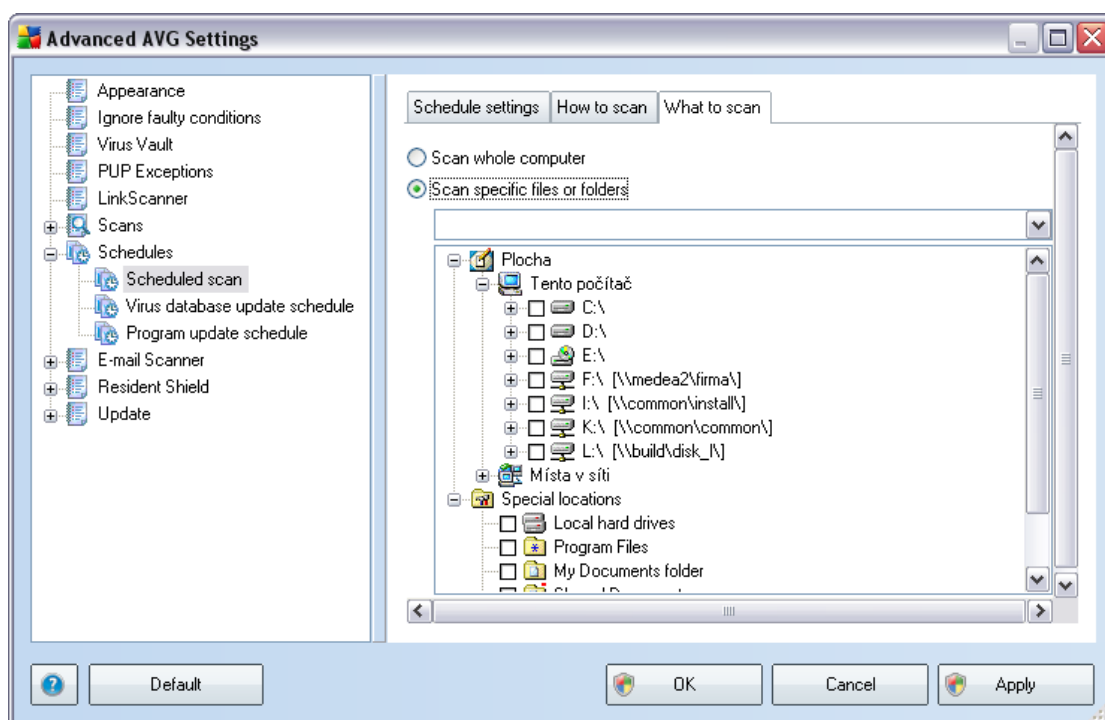 Advanced AVG Settings
Appearance
Ignore faulty conditions
Virus Vault
PUP Exceptions
LinkScanner
Scans
Schedules
Scheduled scan
Virus database update schedule
Program update schedule
E-mail Scanner
Resident Shield
Update
Schedule settings How to scan What to scan
Scan whole computer
Scan specific files or folders
Plocha
Tento počítač
C:\
D:\
E:\
F:\ [\\medea2\firma\]
I:\ [\\common\install\]
K:\ [\\common\common\]
L:\ [\\build\disk_l\]
Místa v síti
Special locations
Local hard drives
Program Files
My Documents folder
Default OK Cancel Apply